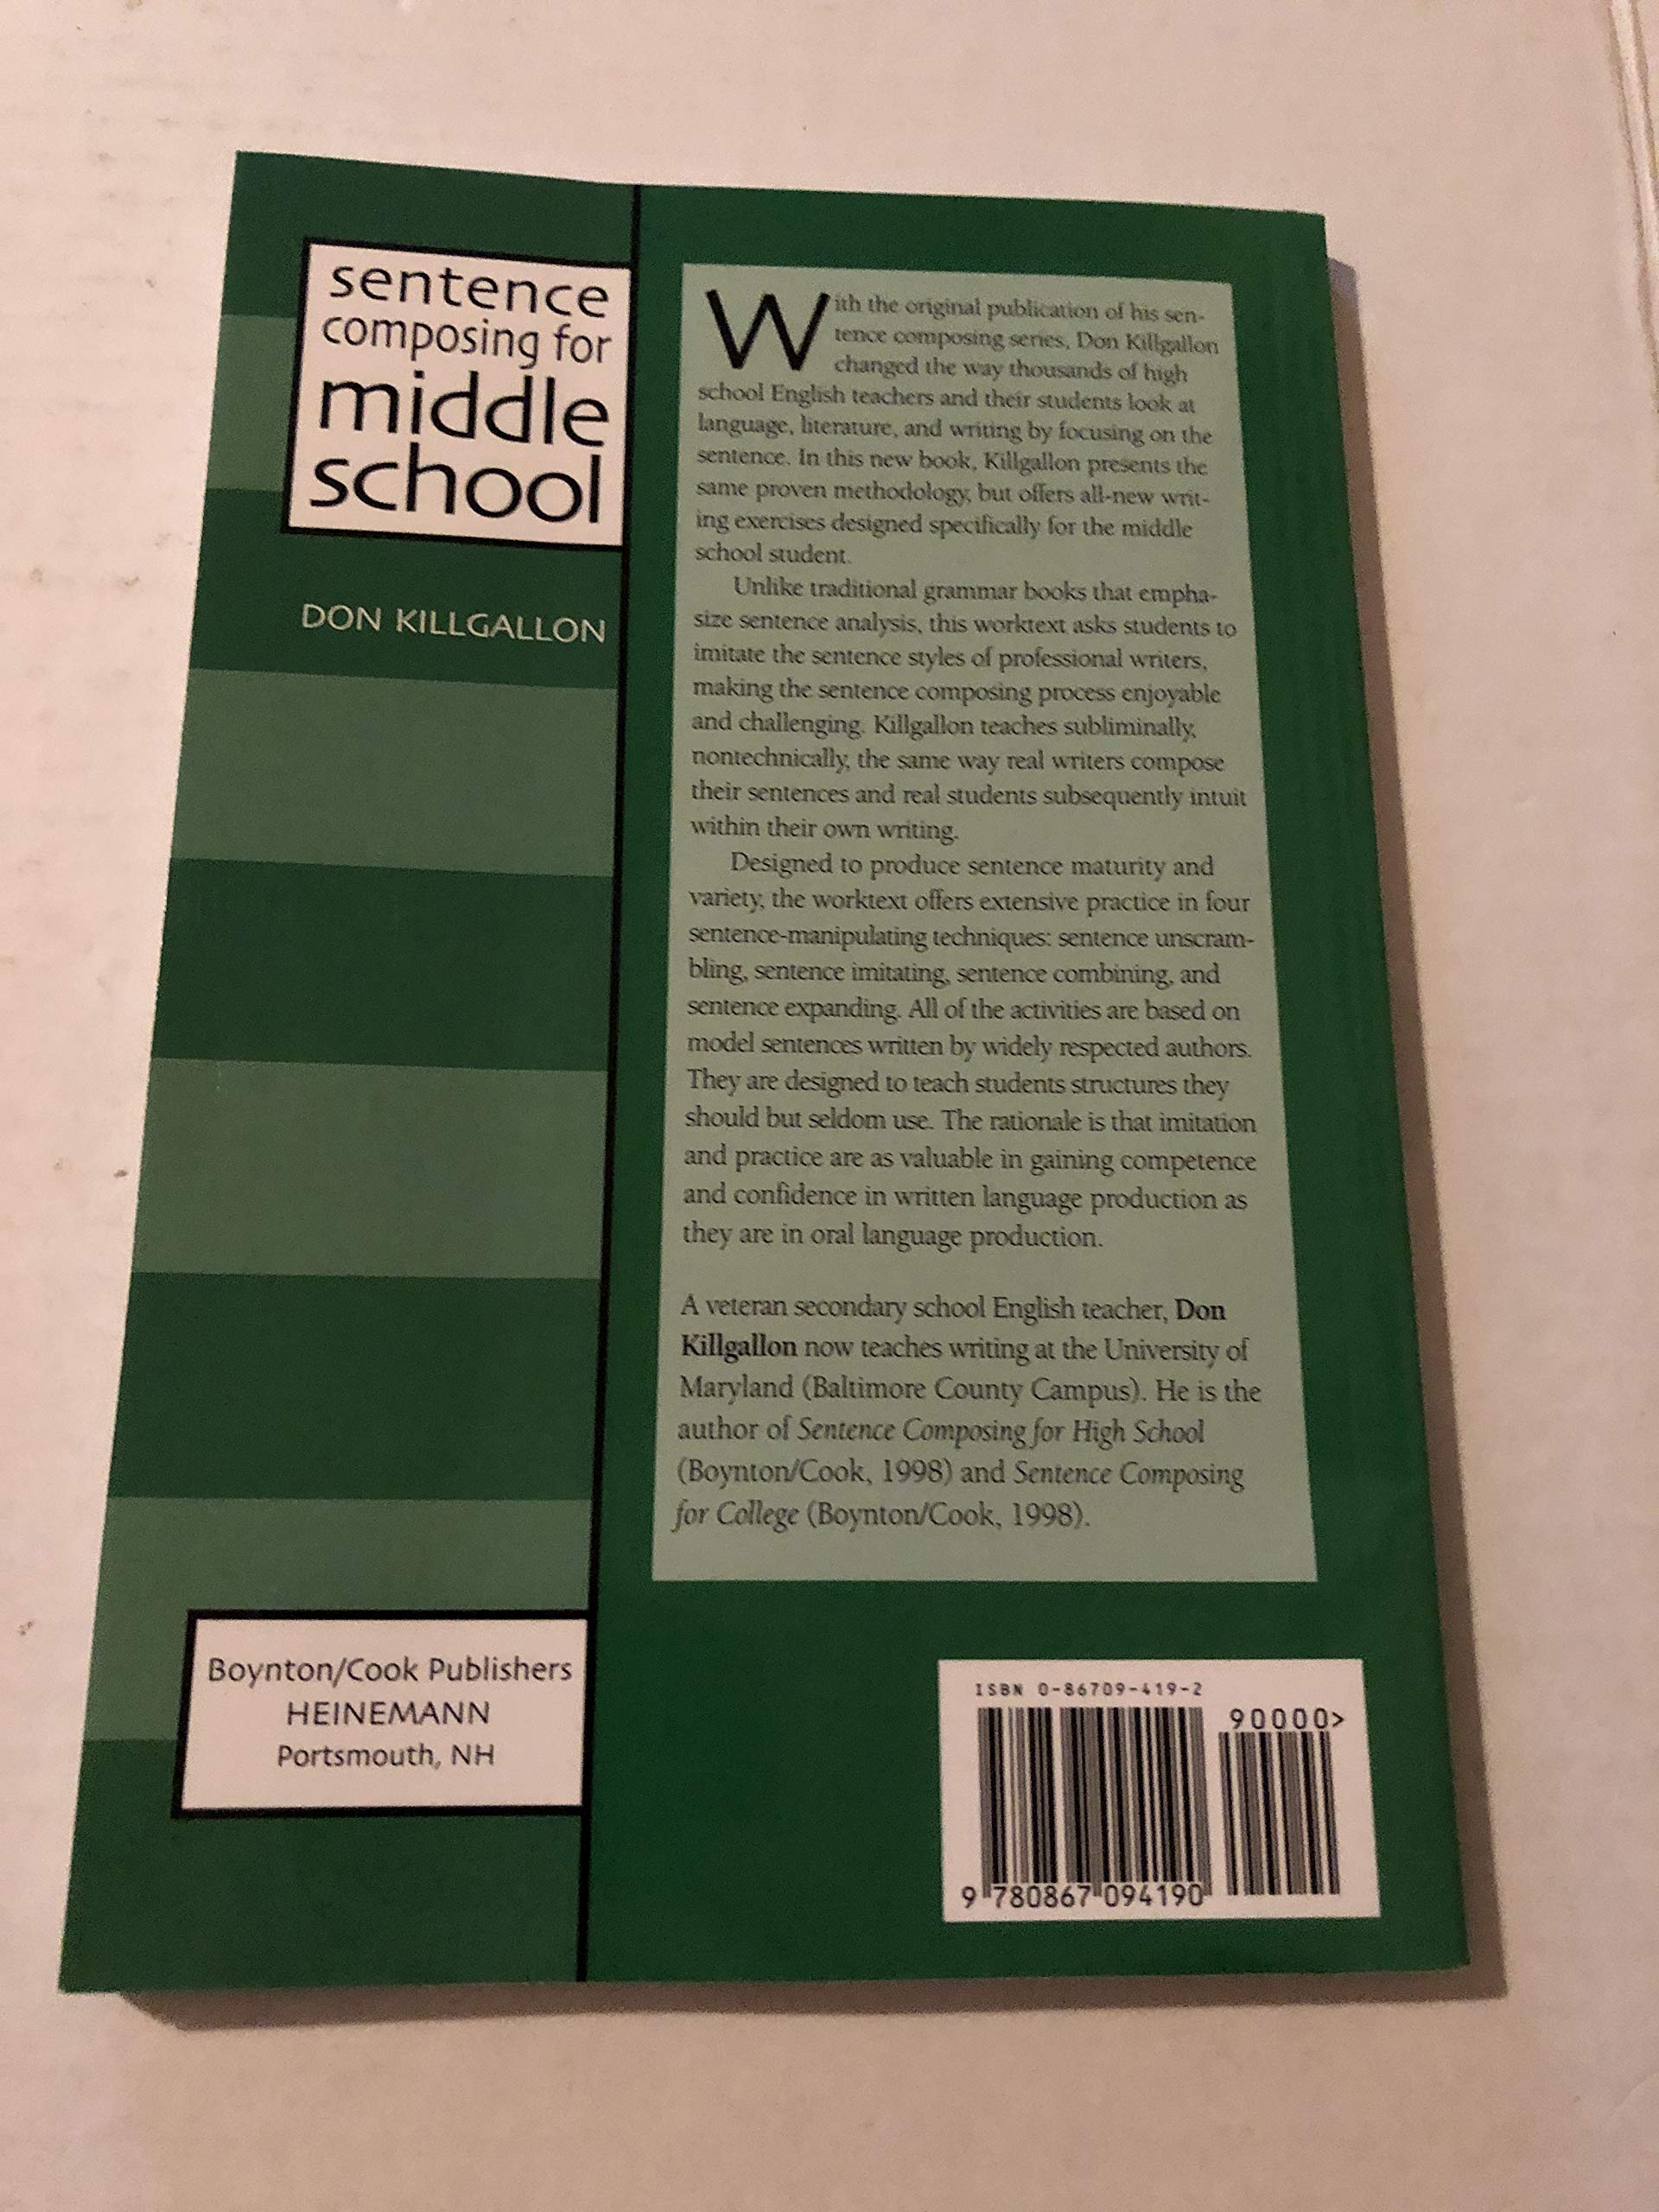 sentence
composing for
middle
school
DON KILLGALLON
With the original publication of his sen-
tence composing series, Don Killgallon
changed the way thousands of high
school English teachers and their students look at
language, literature, and writing by focusing on the
sentence. In this new book, Killgallon presents the
same proven methodology, but offers all-new writ-
ing exercises designed specifically for the middle
school student.
Unlike traditional grammar books that empha-
size sentence analysis, this worktext asks students to
imitate the sentence styles of professional writers,
making the sentence composing process enjoyable
and challenging. Killgallon teaches subliminally,
nontechnically, the same way real writers compose
their sentences and real students subsequently intuit
within their own writing.
Designed to produce sentence maturity and
variety, the worktext offers extensive practice in four
sentence-manipulating techniques: sentence unscram-
bling, sentence imitating, sentence combining, and
sentence expanding. All of the activities are based on
model sentences written by widely respected authors.
They are designed to teach students structures they
should but seldom use. The rationale is that imitation
and practice are as valuable in gaining competence
and confidence in written language production as
they are in oral language production.
A veteran secondary school English teacher, Don
Killgallon now teaches writing at the University of
Maryland (Baltimore County Campus). He is the
author of Sentence Composing for High School
(Boynton/Cook, 1998) and Sentence Composing
for College (Boynton/Cook, 1998).
Boynton/Cook Publishers
HEINEMANN
Portsmouth, NH
ISBN 0-86709-419-2
90000>
9 780867 094190